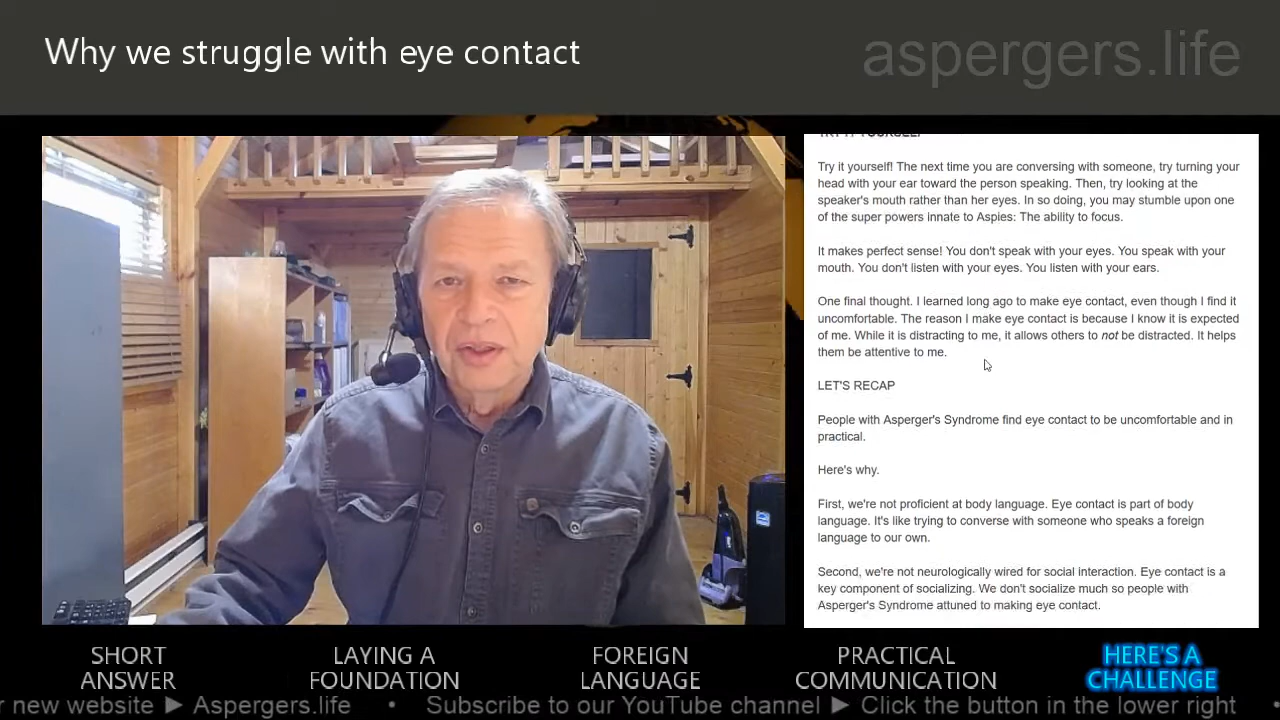 Why we struggle with eye contact
aspergers.life
TRY IT YOURSELF
Try it yourself! The next time you are conversing with someone, try turning your
head with your ear toward the person speaking. Then, try looking at the
speaker's mouth rather than her eyes. In so doing, you may stumble upon one
of the super powers innate to Aspies: The ability to focus.
It makes perfect sense! You don't speak with your eyes. You speak with your
mouth. You don't listen with your eyes. You listen with your ears.
One final thought. I learned long ago to make eye contact, even though I find it
uncomfortable. The reason I make eye contact is because I know it is expected
of me. While it is distracting to me, it allows others to not be distracted. It helps
them be attentive to me.
LET'S RECAP
People with Asperger's Syndrome find eye contact to be uncomfortable and in
practical.
Here's why.
First, we're not proficient at body language. Eye contact is part of body
language. It's like trying to converse with someone who speaks a foreign
language to our own.
Second, we're not neurologically wired for social interaction. Eye contact is a
key component of socializing. We don't socialize much so people with
Asperger's Syndrome attuned to making eye contact.
SHORT
ANSWER
LAYING A
FOUNDATION
FOREIGN
LANGUAGE
PRACTICAL
COMMUNICATION
HERE'S A
CHALLENGE
r new website ► Aspergers.life • Subscribe to our YouTube channel ► Click the button in the lower right •